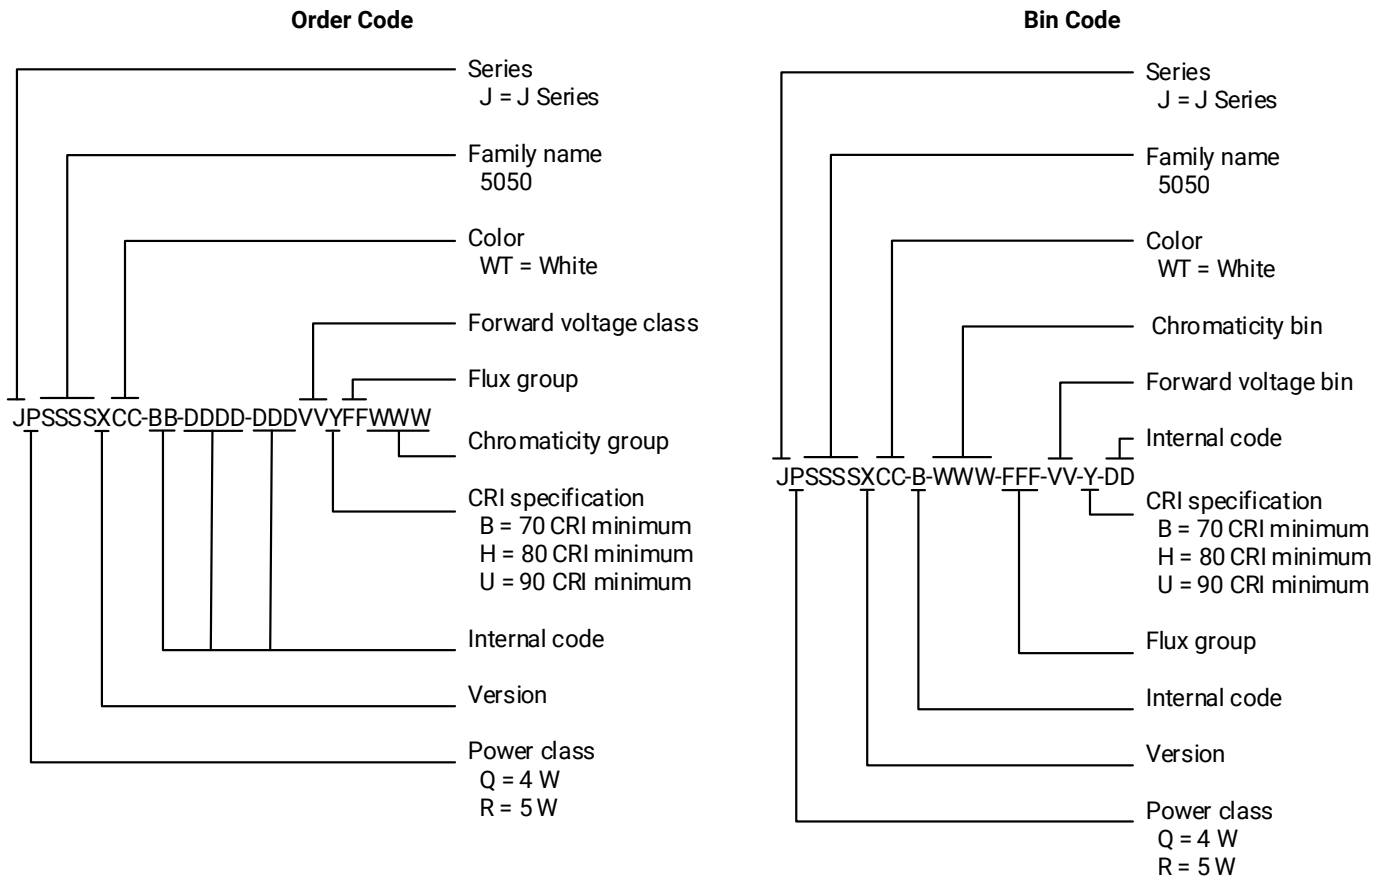 Order Code
Series
J = J Series
Family name
5050
Color
WT = White
Forward voltage class
Flux group
JPSSSSXCC-BB-DDDD-DDDVVYFFWWW
Chromaticity group
CRI specification
B = 70 CRI minimum
H = 80 CRI minimum
U = 90 CRI minimum
Internal code
Version
Power class
Q = 4 W
R = 5 W
Bin Code
Series
J = J Series
Family name
5050
Color
WT = White
Chromaticity bin
Forward voltage bin
Internal code
JPSSSSXCC-B-WWW-FFF-VV-Y-DD
CRI specification
B = 70 CRI minimum
H = 80 CRI minimum
U = 90 CRI minimum
Flux group
Internal code
Version
Power class
Q = 4 W
R = 5 W